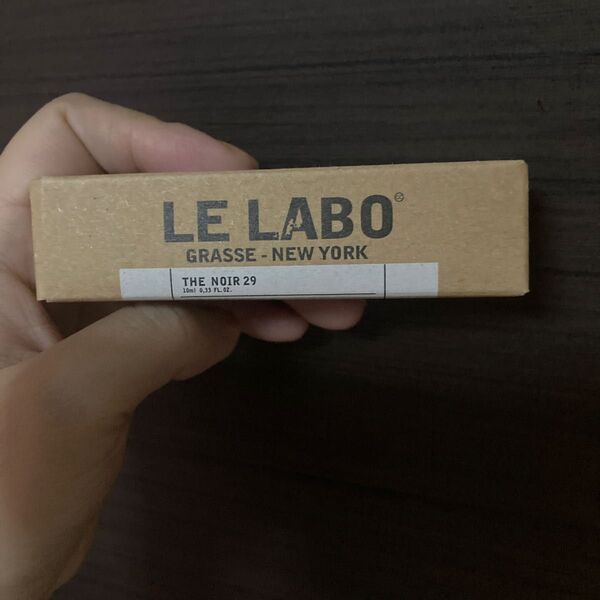 LE LABO®
GRASSE - NEW YORK
THE NOIR 29
10ml 0,33 FL.OZ.